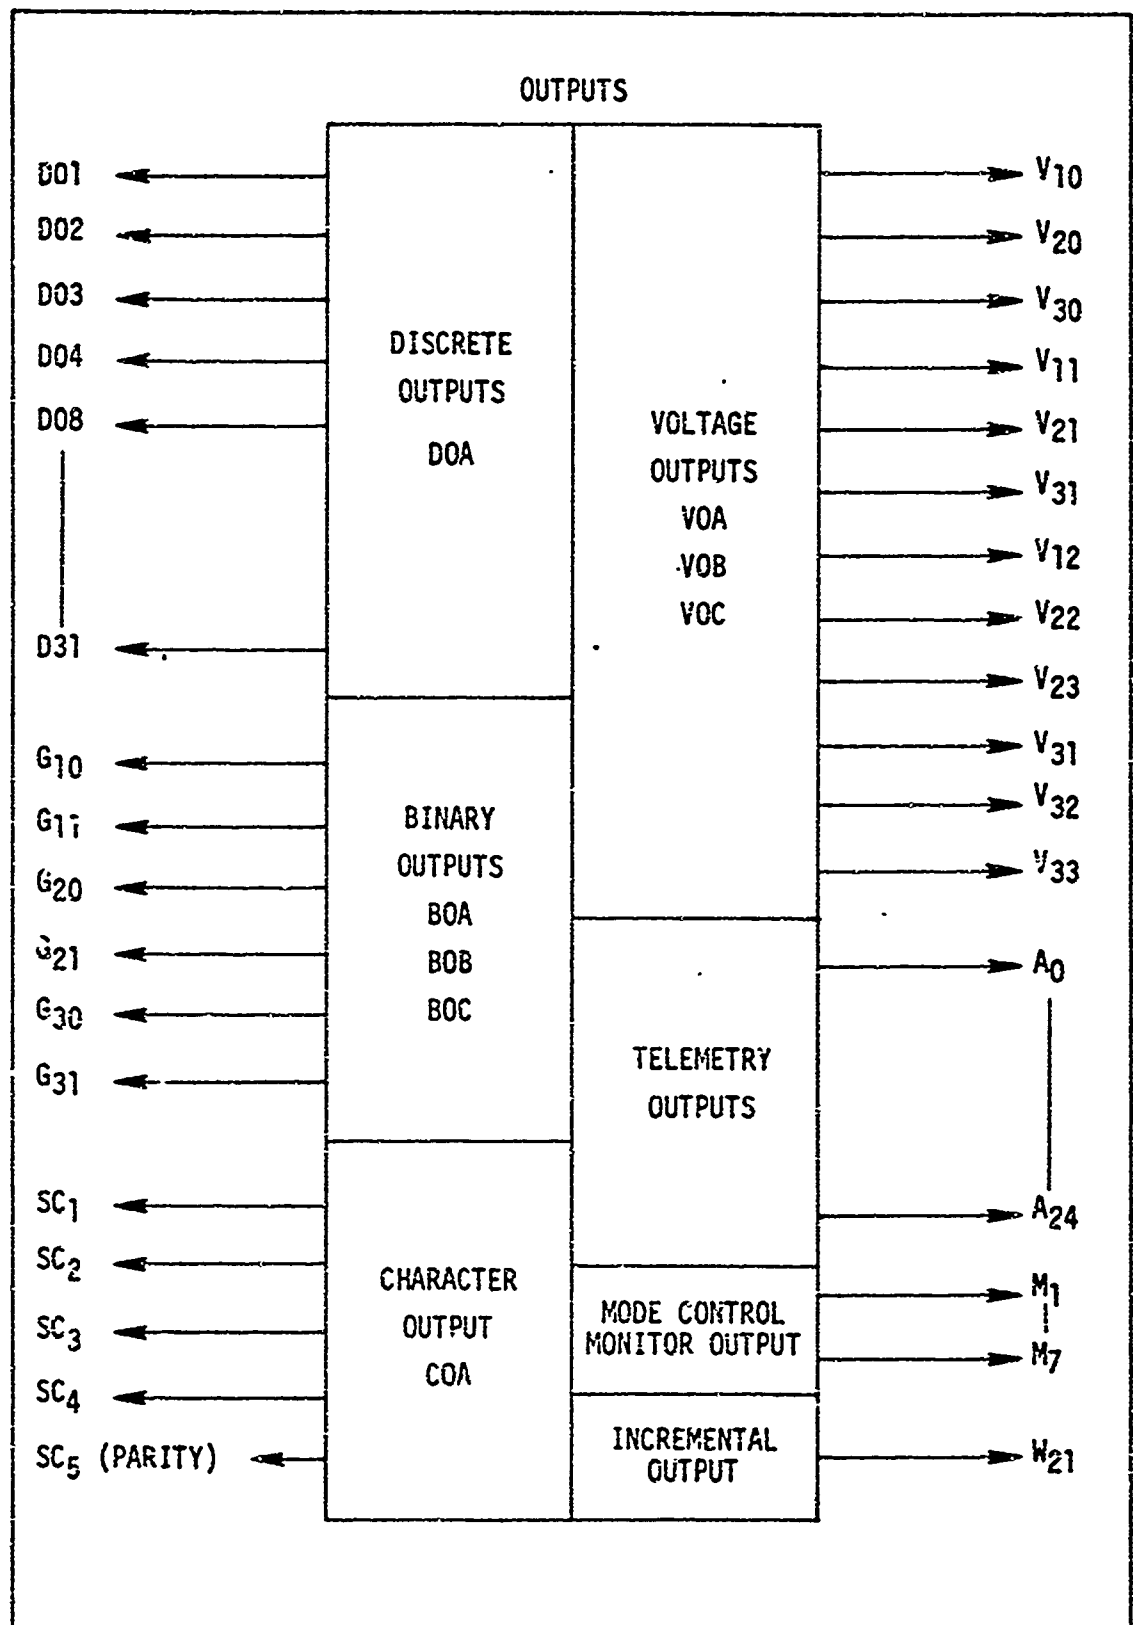 OUTPUTS
D01
D02
D03
D04
D08
D31
DISCRETE
OUTPUTS
DOA
G10
G11
G20
G21
G30
G31
BINARY
OUTPUTS
BOA
BOB
BOC
SC1
SC2
SC3
SC4
SC5 (PARITY)
CHARACTER
OUTPUT
COA
VOLTAGE
OUTPUTS
VOA
VOB
VOC
V10
V20
V30
V11
V21
V31
V12
V22
V23
V31
V32
V33
TELEMETRY
OUTPUTS
A0
A24
MODE CONTROL
MONITOR OUTPUT
M1
M7
INCREMENTAL
OUTPUT
W21